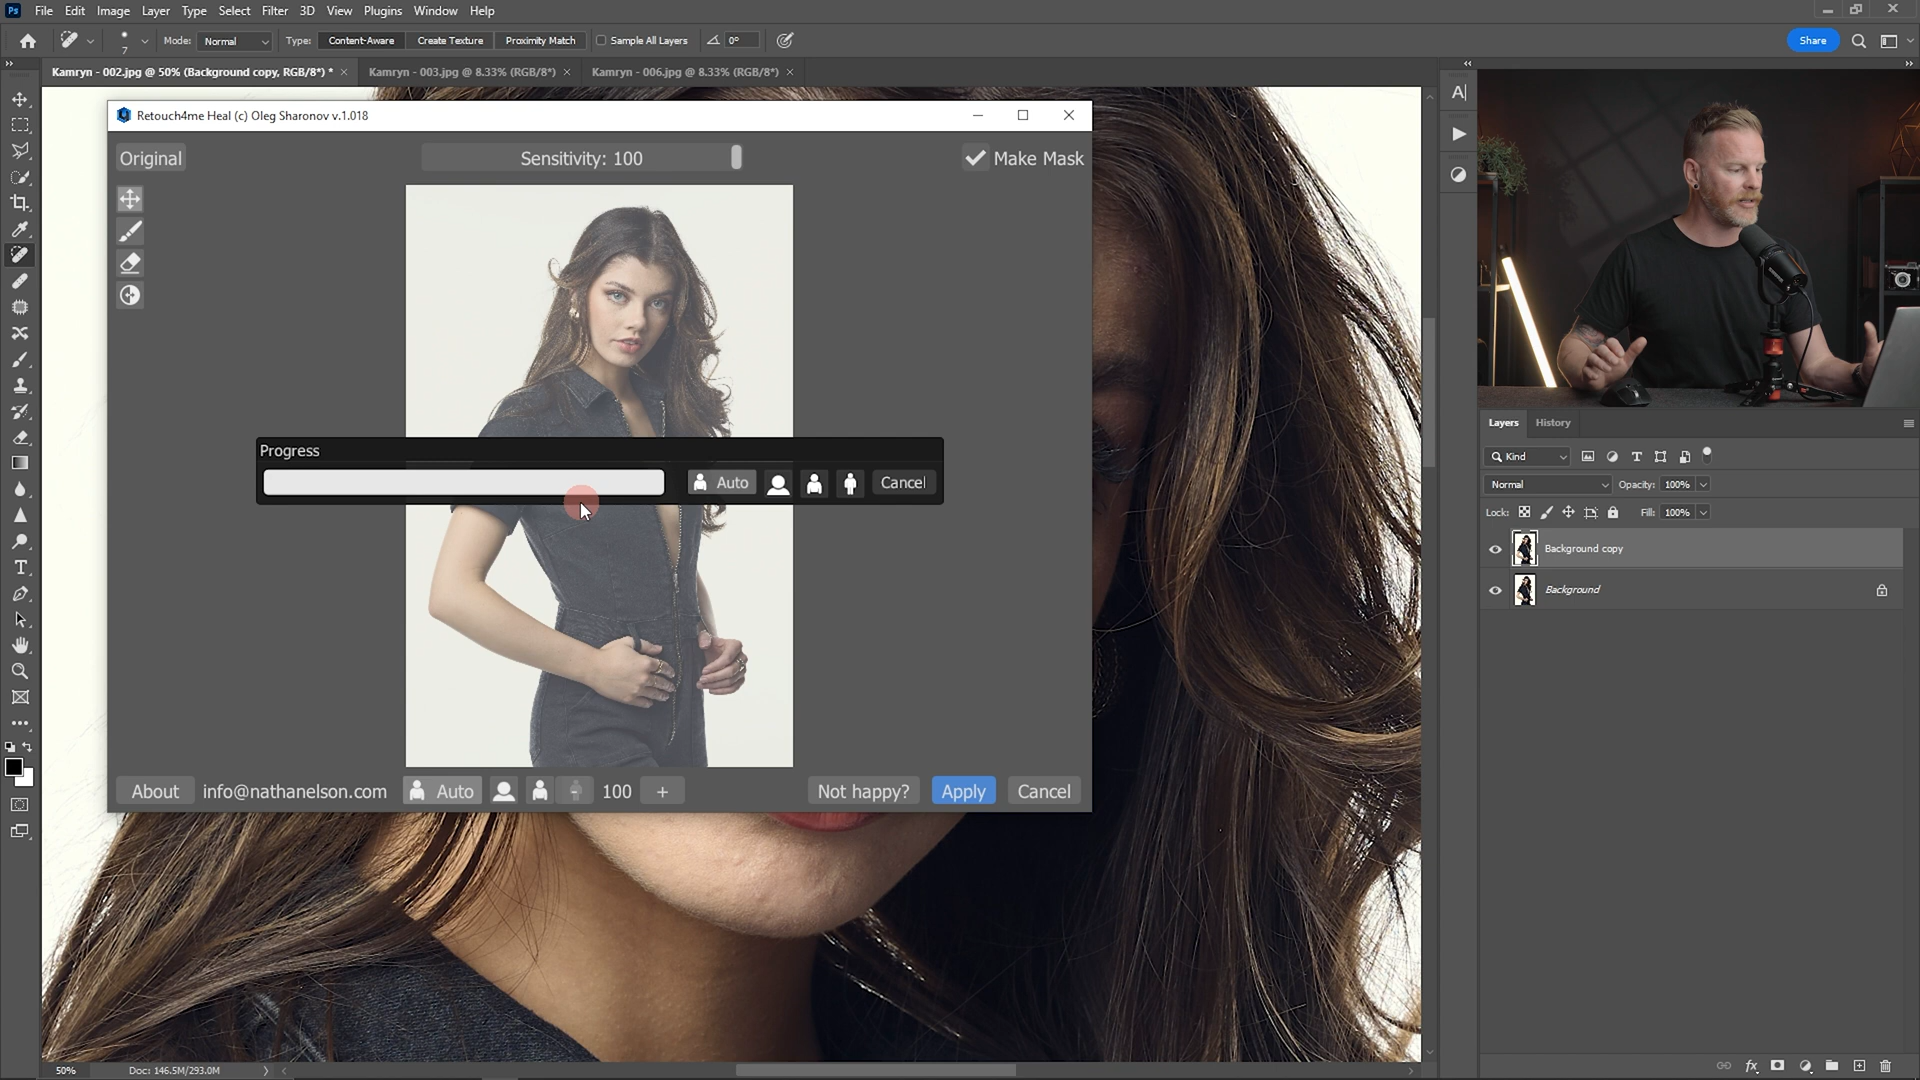 Ps File Edit Image Layer Type Select Filter 3D View Plugins Window Help
7 Mode: Normal Type: Content-Aware Create Texture Proximity Match Sample All Layers 0° Share
Kamryn - 002.jpg @ 50% (Background copy, RGB/8*) * × Kamryn - 003.jpg @ 8.33% (RGB/8*) × Kamryn - 006.jpg @ 8.33% (RGB/8*) ×
Retouch4me Heal (c) Oleg Sharonov v.1.018
Original Sensitivity: 100 Make Mask
Progress
Auto Cancel
About info@nathanelson.com Auto 100 + Not happy? Apply Cancel
Layers History
Kind
Normal Opacity: 100%
Lock: Fill: 100%
Background copy
Background
50% Doc: 146.5M/293.0M